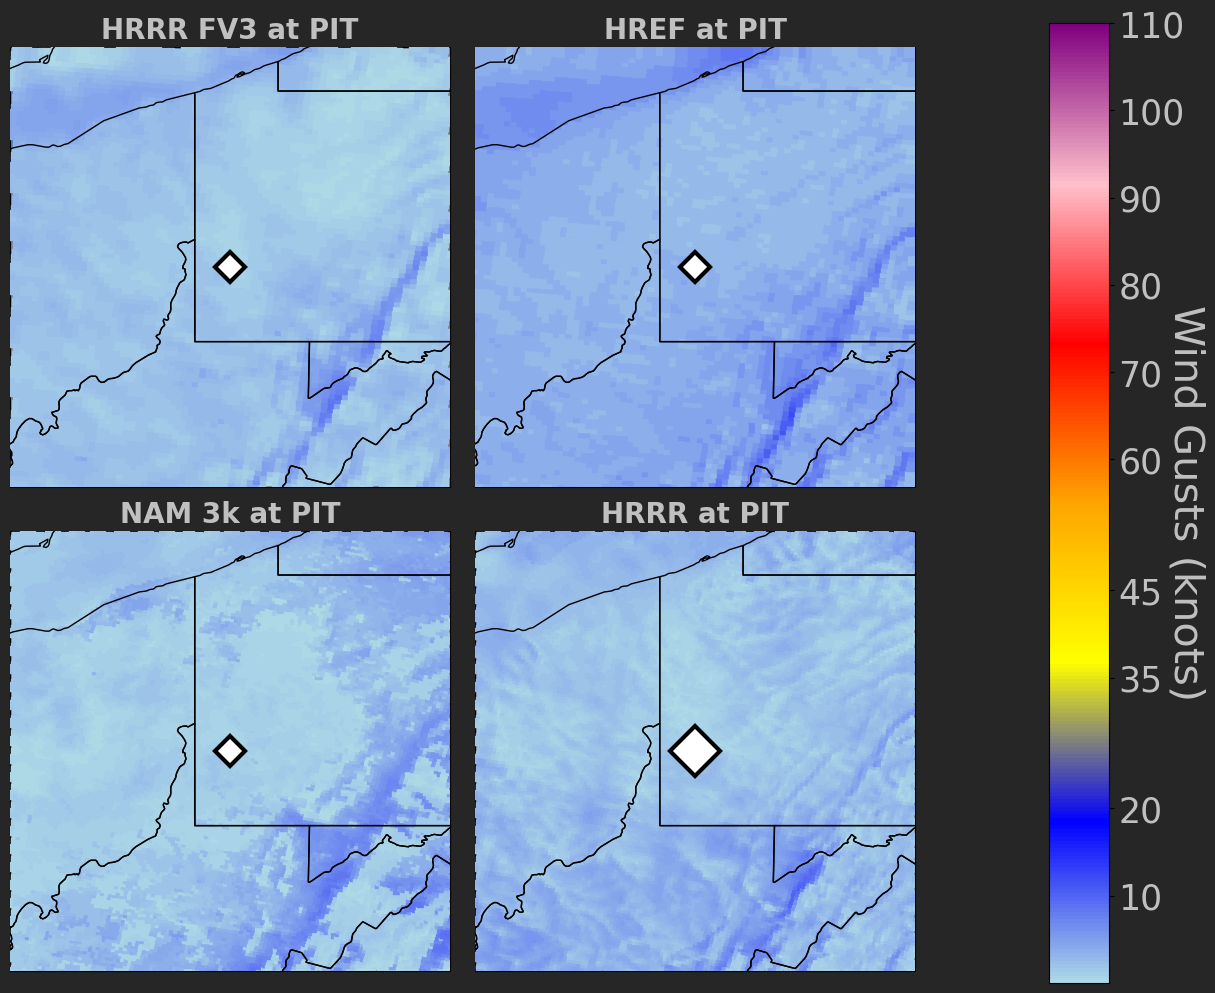 HRRR FV3 at PIT
HREF at PIT
NAM 3k at PIT
HRRR at PIT
110
100
90
80
70
60
45
35
20
10
Wind Gusts (knots)